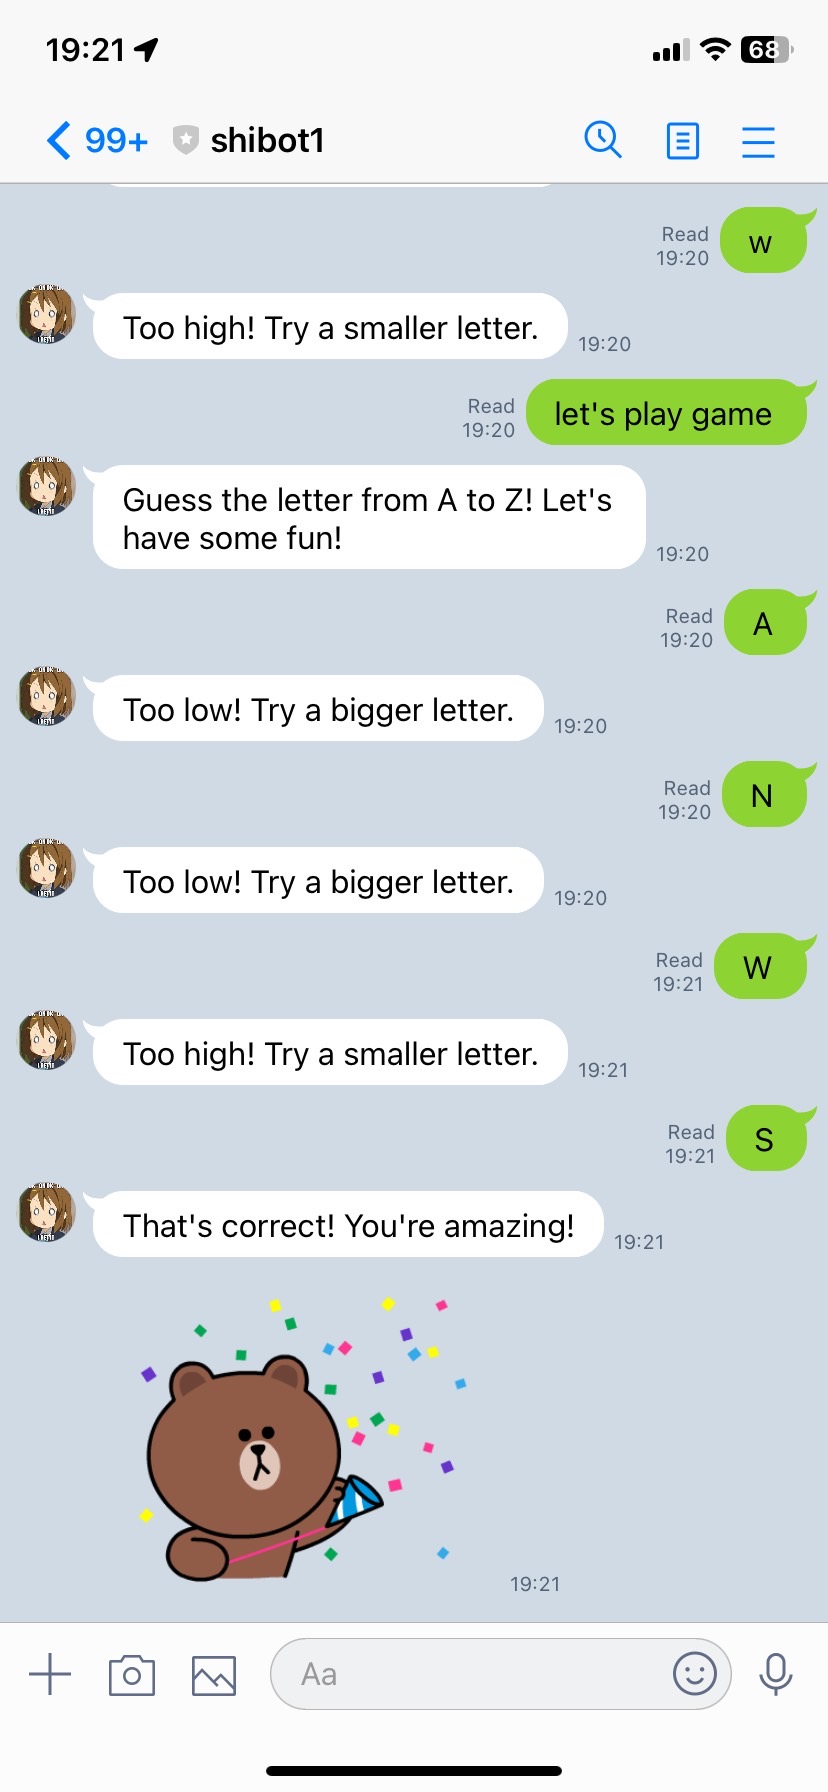 19:21
68
99+ shibot1
w
Read
19:20
Too high! Try a smaller letter.
19:20
let's play game
Read
19:20
Guess the letter from A to Z! Let's
have some fun!
19:20
A
Read
19:20
Too low! Try a bigger letter.
19:20
N
Read
19:20
Too low! Try a bigger letter.
19:20
W
Read
19:21
Too high! Try a smaller letter.
19:21
S
Read
19:21
That's correct! You're amazing!
19:21
19:21
Aa